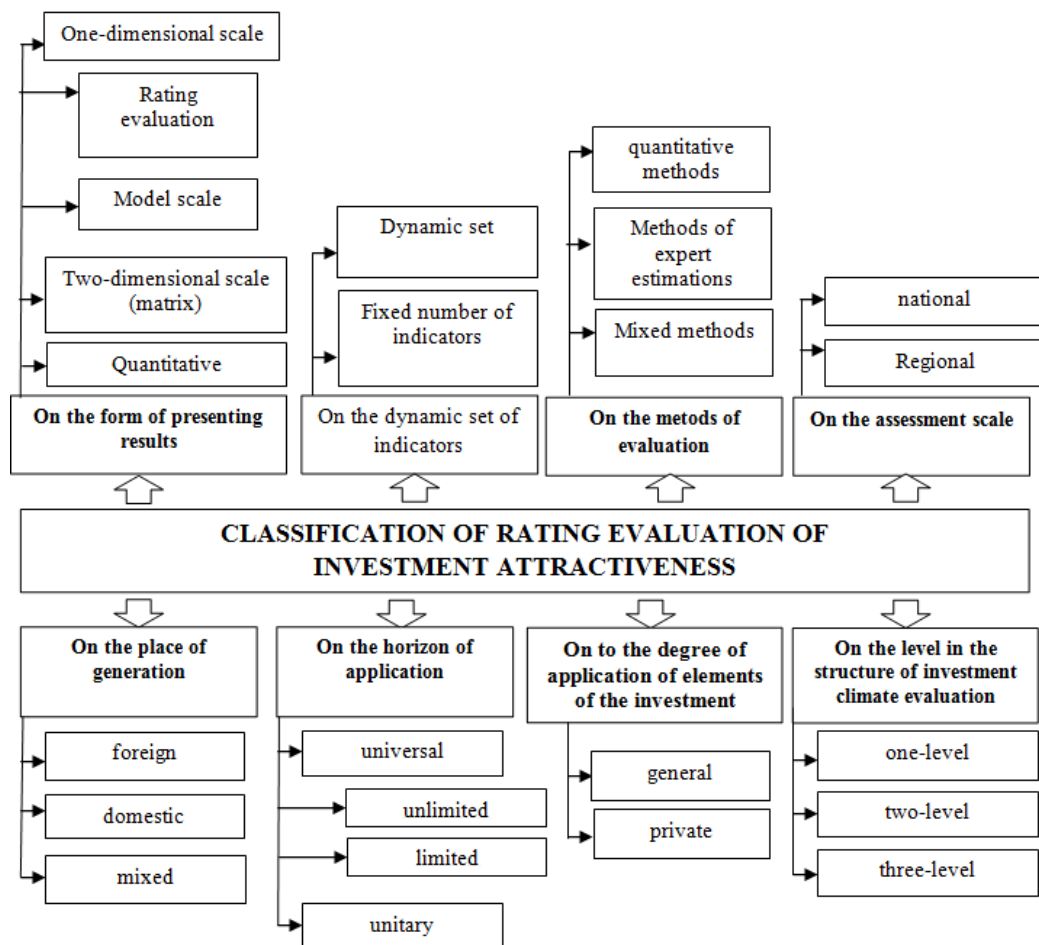 One-dimensional scale
Rating
evaluation
Model scale
Two-dimensional scale
(matrix)
Quantitative
On the form of presenting
results
Dynamic set
Fixed number of
indicators
On the dynamic set of
indicators
quantitative
methods
Methods of
expert
estimations
Mixed methods
On the metods of
evaluation
national
Regional
On the assessment scale
CLASSIFICATION OF RATING EVALUATION OF
INVESTMENT ATTRACTIVENESS
On the place of
generation
foreign
domestic
mixed
On the horizon of
application
universal
unlimited
limited
unitary
On to the degree of
application of elements
of the investment
general
private
On the level in the
structure of investment
climate evaluation
one-level
two-level
three-level